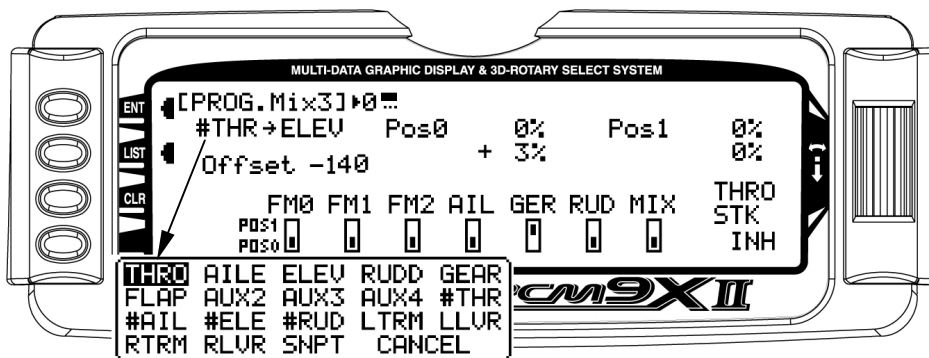 MULTI-DATA GRAPHIC DISPLAY & 3D-ROTARY SELECT SYSTEM
ENT
LIST
CLR
[PROG.Mix3]▸0
#THR→ELEV Pos0 0% Pos1 0%
+ 3% 0%
Offset -140
FM0 FM1 FM2 AIL GER RUD MIX
POS1
POS0
THRO
STK
INH
THRO AILE ELEV RUDD GEAR
FLAP AUX2 AUX3 AUX4 #THR
#AIL #ELE #RUD LTRM LLVR
RTRM RLVR SNPT CANCEL
PCM9X II